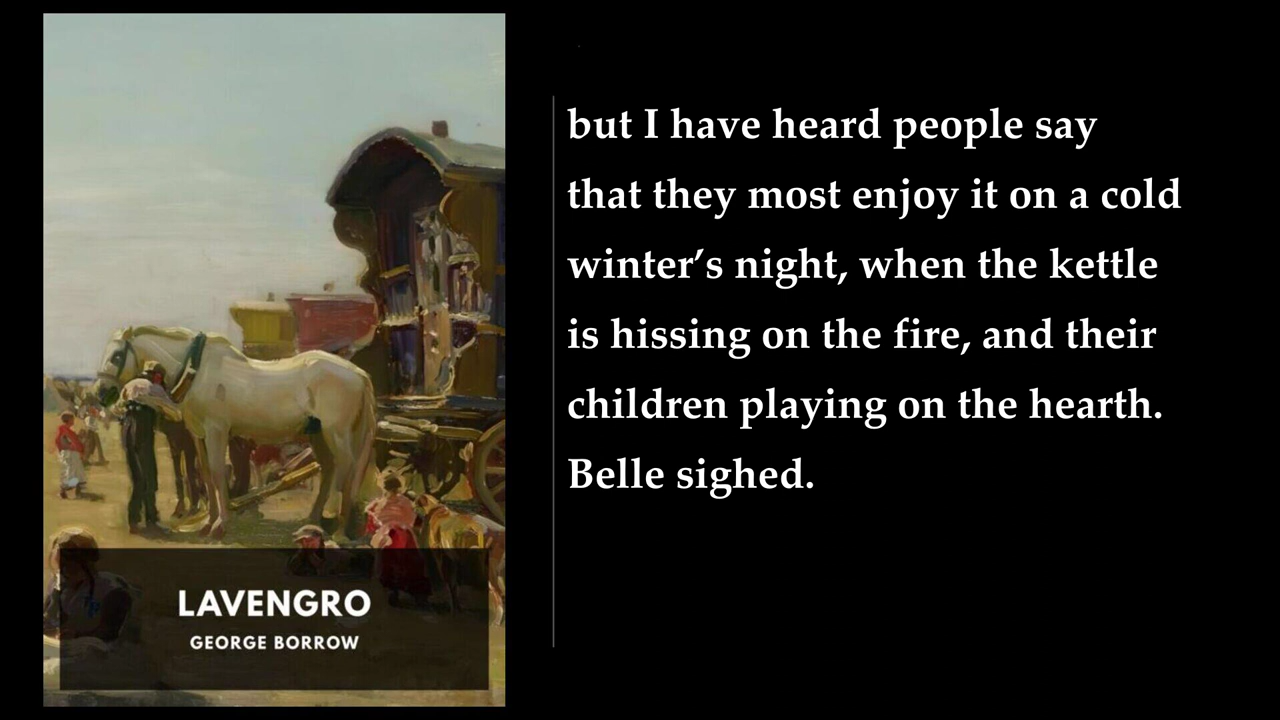 but I have heard people say
that they most enjoy it on a cold
winter’s night, when the kettle
is hissing on the fire, and their
children playing on the hearth.
Belle sighed.
LAVENGRO
GEORGE BORROW